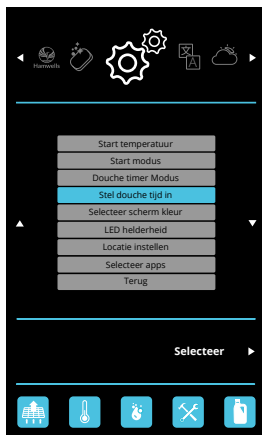 Hamwells
Start temperatuur
Start modus
Douche timer Modus
Stel douche tijd in
Selecteer scherm kleur
LED helderheid
Locatie instellen
Selecteer apps
Terug
Selecteer